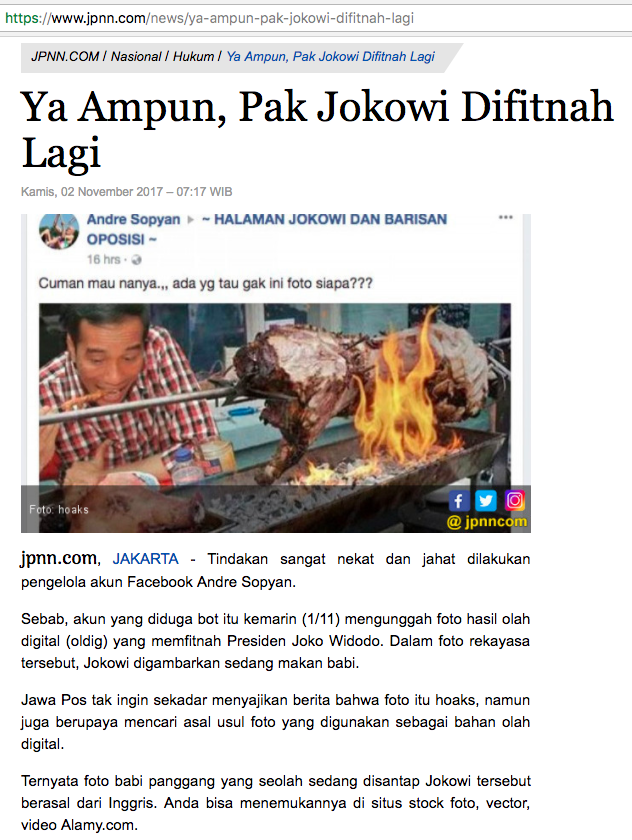 https://www.jpnn.com/news/ya-ampun-pak-jokowi-difitnah-lagi
JPNN.COM / Nasional / Hukum / Ya Ampun, Pak Jokowi Difitnah Lagi
Ya Ampun, Pak Jokowi Difitnah
Lagi
Kamis, 02 November 2017 – 07:17 WIB
Andre Sopyan ▸ ~ HALAMAN JOKOWI DAN BARISAN
OPOSISI ~
16 hrs ·
Cuman mau nanya.,, ada yg tau gak ini foto siapa???
Foto: hoaks
@ jpnncom
jpnn.com, JAKARTA - Tindakan sangat nekat dan jahat dilakukan
pengelola akun Facebook Andre Sopyan.
Sebab, akun yang diduga bot itu kemarin (1/11) mengunggah foto hasil olah
digital (oldig) yang memfitnah Presiden Joko Widodo. Dalam foto rekayasa
tersebut, Jokowi digambarkan sedang makan babi.
Jawa Pos tak ingin sekadar menyajikan berita bahwa foto itu hoaks, namun
juga berupaya mencari asal usul foto yang digunakan sebagai bahan olah
digital.
Ternyata foto babi panggang yang seolah sedang disantap Jokowi tersebut
berasal dari Inggris. Anda bisa menemukannya di situs stock foto, vector,
video Alamy.com.